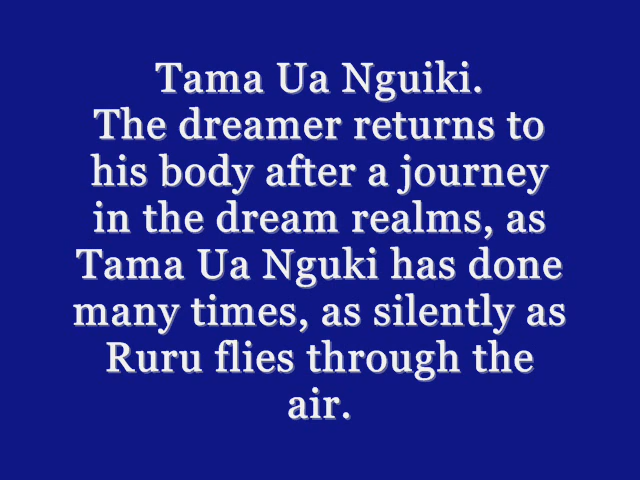 Tama Ua Nguiki.
The dreamer returns to
his body after a journey
in the dream realms, as
Tama Ua Nguki has done
many times, as silently as
Ruru flies through the
air.